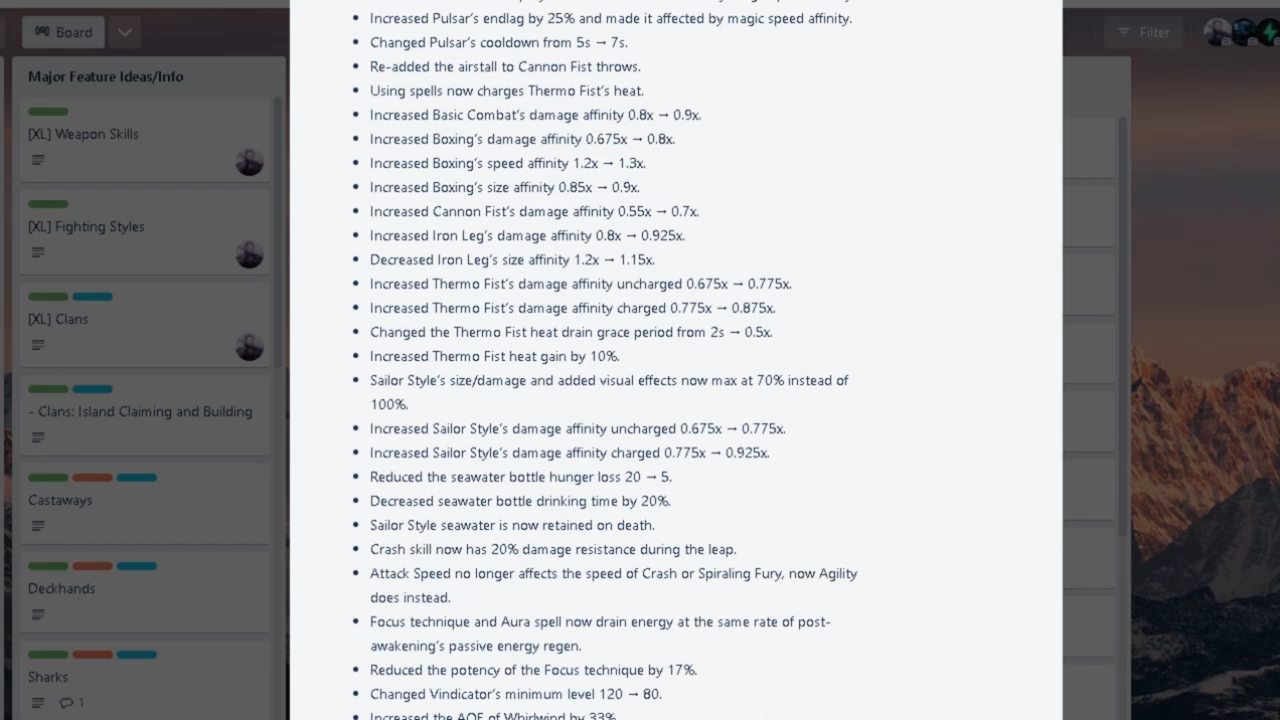 Board
Filter
Major Feature Ideas/Info
[XL] Weapon Skills
[XL] Fighting Styles
[XL] Clans
- Clans: Island Claiming and Building
Castaways
Deckhands
Sharks
1
• Increased Pulsar's endlag by 25% and made it affected by magic speed affinity.
• Changed Pulsar's cooldown from 5s → 7s.
• Re-added the airstall to Cannon Fist throws.
• Using spells now charges Thermo Fist's heat.
• Increased Basic Combat's damage affinity 0.8x → 0.9x.
• Increased Boxing's damage affinity 0.675x → 0.8x.
• Increased Boxing's speed affinity 1.2x → 1.3x.
• Increased Boxing's size affinity 0.85x → 0.9x.
• Increased Cannon Fist's damage affinity 0.55x → 0.7x.
• Increased Iron Leg's damage affinity 0.8x → 0.925x.
• Decreased Iron Leg's size affinity 1.2x → 1.15x.
• Increased Thermo Fist's damage affinity uncharged 0.675x → 0.775x.
• Increased Thermo Fist's damage affinity charged 0.775x → 0.875x.
• Changed the Thermo Fist heat drain grace period from 2s → 0.5x.
• Increased Thermo Fist heat gain by 10%.
• Sailor Style's size/damage and added visual effects now max at 70% instead of
100%.
• Increased Sailor Style's damage affinity uncharged 0.675x → 0.775x.
• Increased Sailor Style's damage affinity charged 0.775x → 0.925x.
• Reduced the seawater bottle hunger loss 20 → 5.
• Decreased seawater bottle drinking time by 20%.
• Sailor Style seawater is now retained on death.
• Crash skill now has 20% damage resistance during the leap.
• Attack Speed no longer affects the speed of Crash or Spiraling Fury, now Agility
does instead.
• Focus technique and Aura spell now drain energy at the same rate of post-
awakening's passive energy regen.
• Reduced the potency of the Focus technique by 17%.
• Changed Vindicator's minimum level 120 → 80.
• Increased the AOE of Whirlwind by 33%.